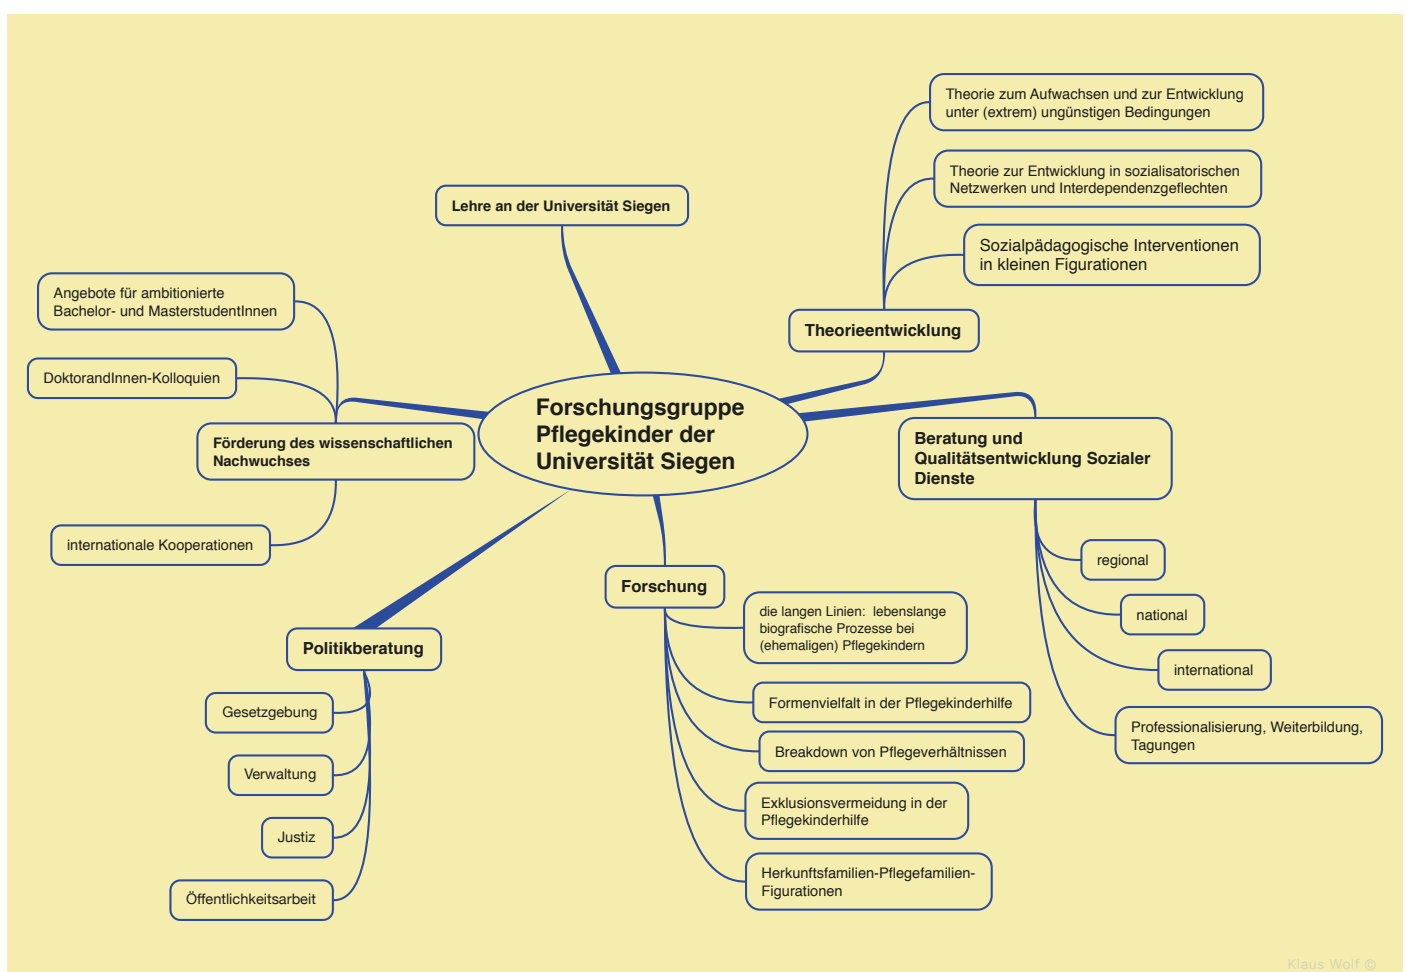 Theorie zum Aufwachsen und zur Entwicklung
unter (extrem) ungünstigen Bedingungen
Theorie zur Entwicklung in sozialisatorischen
Netzwerken und Interdependenzgeflechten
Sozialpädagogische Interventionen
in kleinen Figurationen
Theorieentwicklung
Lehre an der Universität Siegen
Angebote für ambitionierte
Bachelor- und MasterstudentInnen
DoktorandInnen-Kolloquien
Förderung des wissenschaftlichen
Nachwuchses
internationale Kooperationen
Forschungsgruppe
Pflegekinder der
Universität Siegen
Beratung und
Qualitätsentwicklung Sozialer
Dienste
regional
national
international
Professionalisierung, Weiterbildung,
Tagungen
Forschung
die langen Linien:  lebenslange
biografische Prozesse bei
(ehemaligen) Pflegekindern
Formenvielfalt in der Pflegekinderhilfe
Breakdown von Pflegeverhältnissen
Exklusionsvermeidung in der
Pflegekinderhilfe
Herkunftsfamilien-Pflegefamilien-
Figurationen
Politikberatung
Gesetzgebung
Verwaltung
Justiz
Öffentlichkeitsarbeit
Klaus Wolf ©